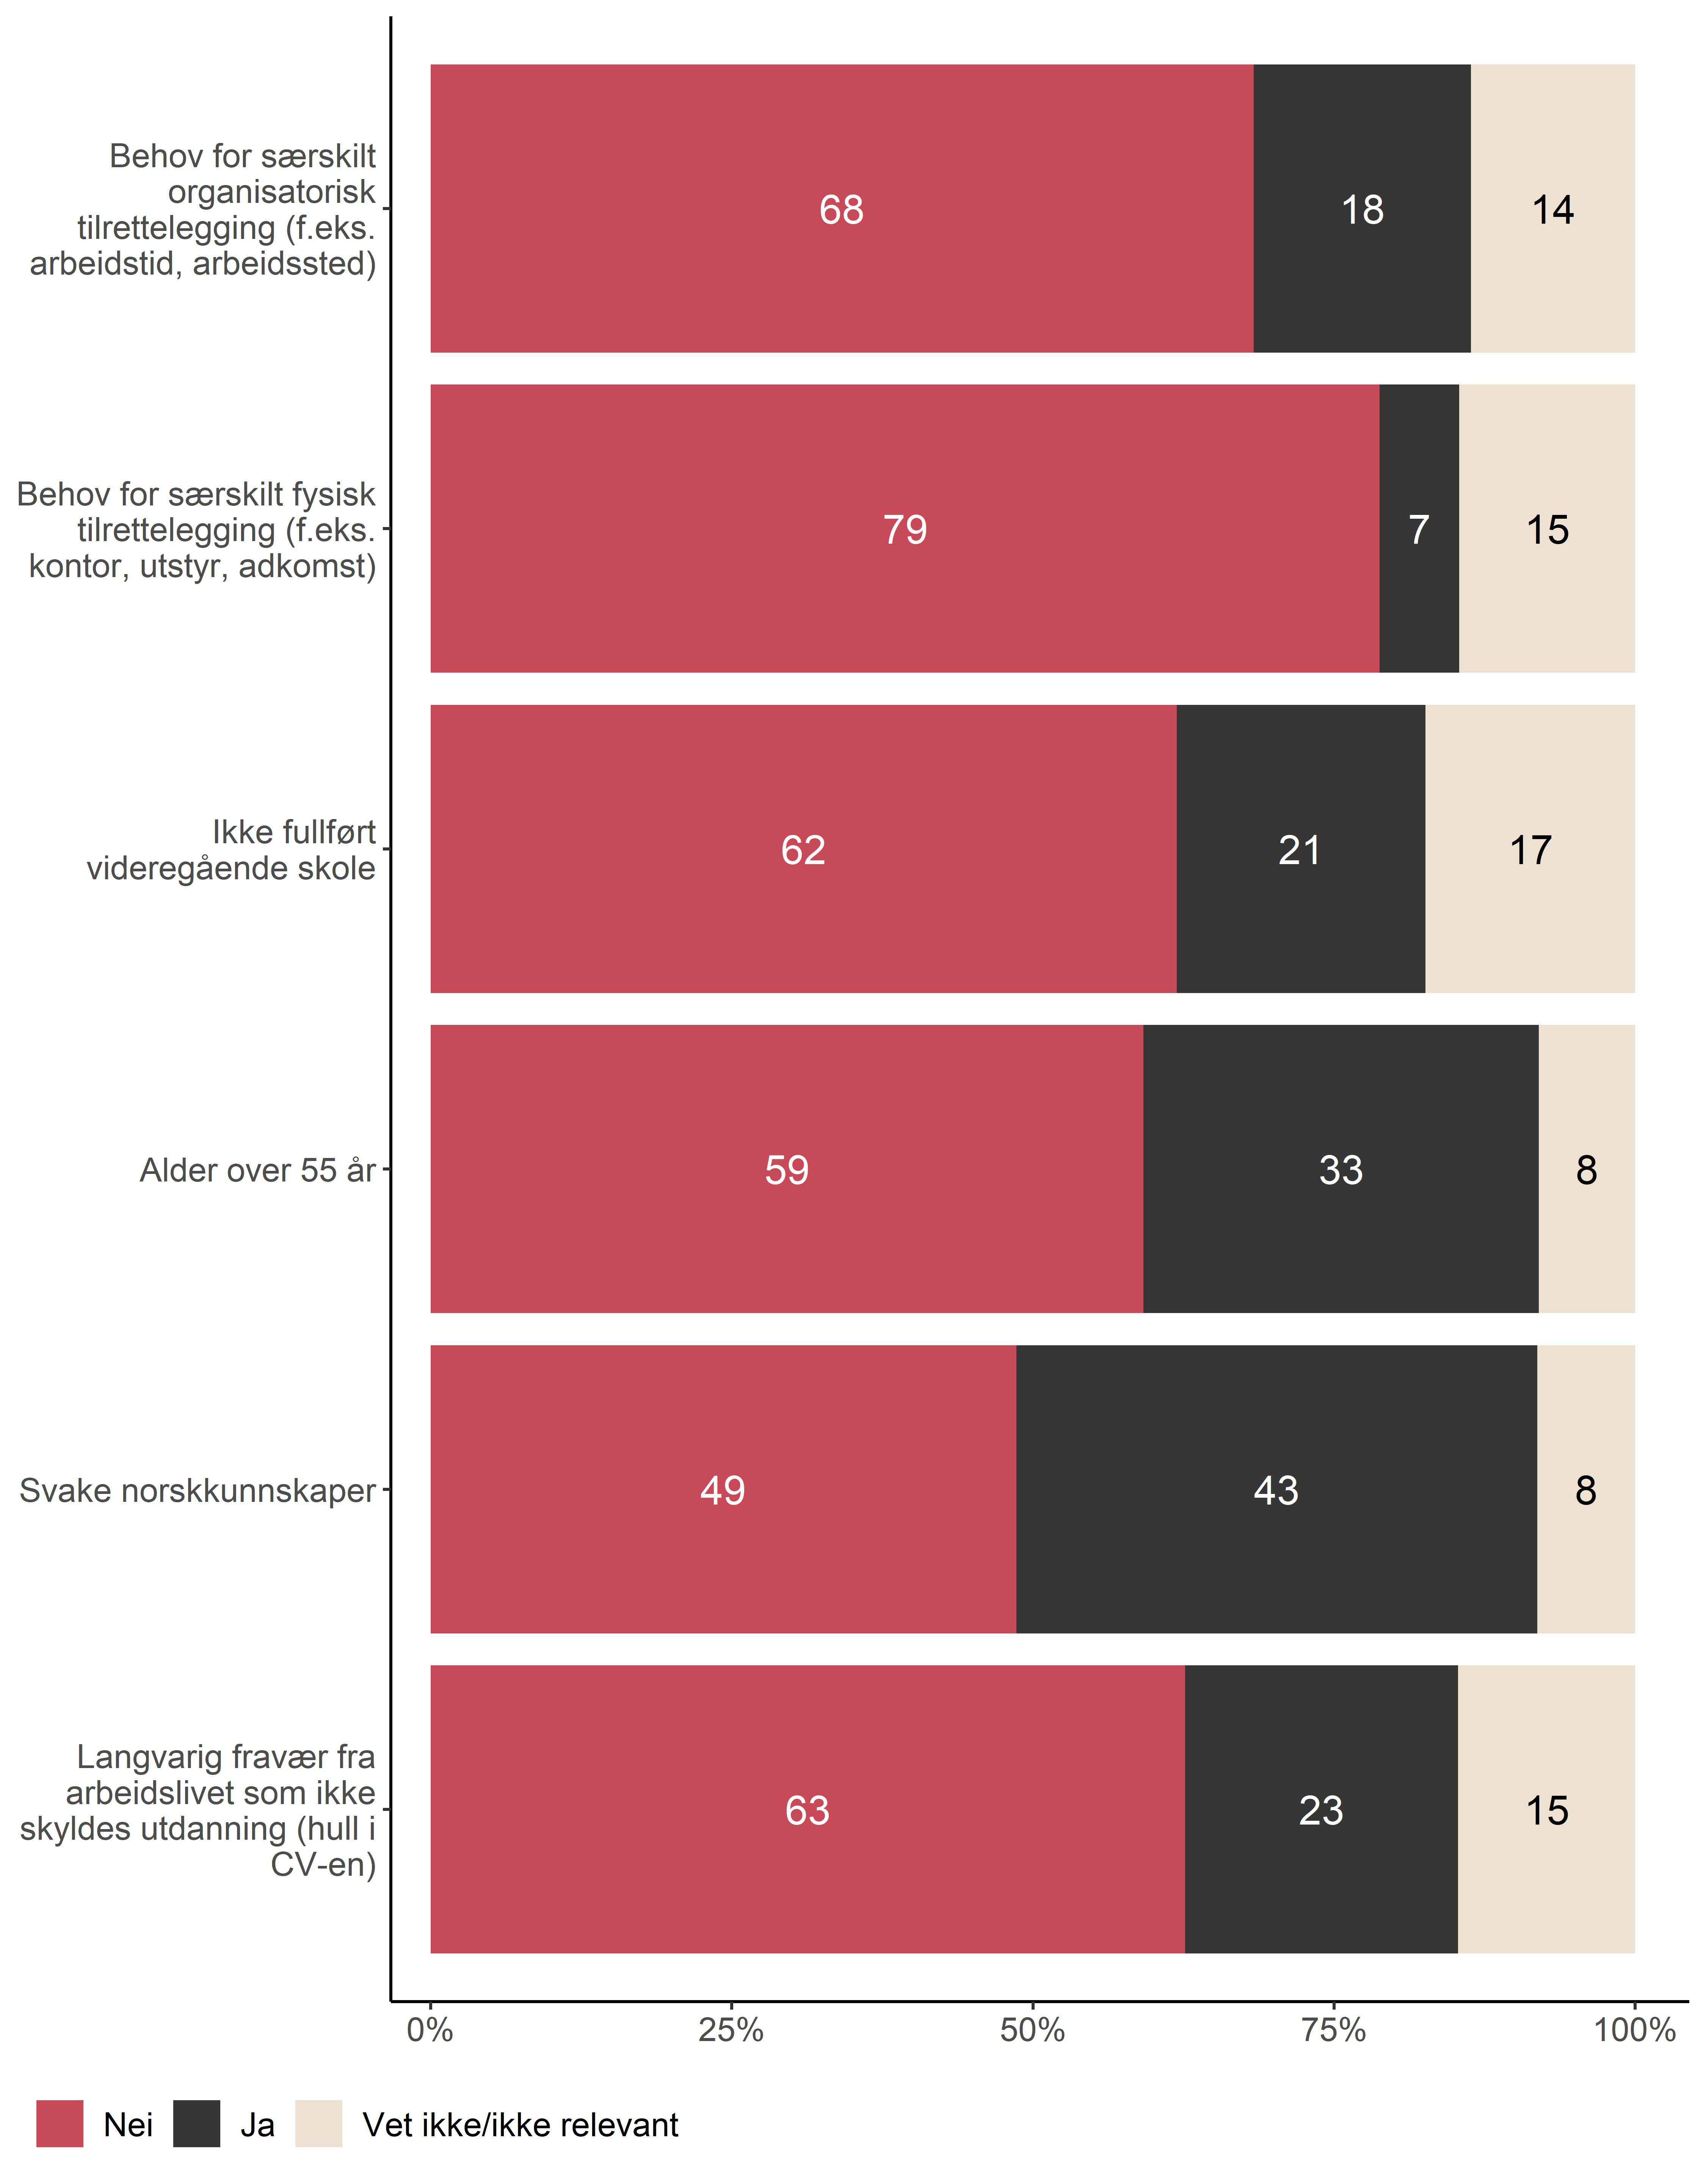 Behov for særskilt
organisatorisk
tilrettelegging (f.eks.
arbeidstid, arbeidssted)
68 18 14
Behov for særskilt fysisk
tilrettelegging (f.eks.
kontor, utstyr, adkomst)
79 7 15
Ikke fullført
videregående skole
62 21 17
Alder over 55 år
59 33 8
Svake norskkunnskaper
49 43 8
Langvarig fravær fra
arbeidslivet som ikke
skyldes utdanning (hull i
CV-en)
63 23 15
0% 25% 50% 75% 100%
Nei Ja Vet ikke/ikke relevant